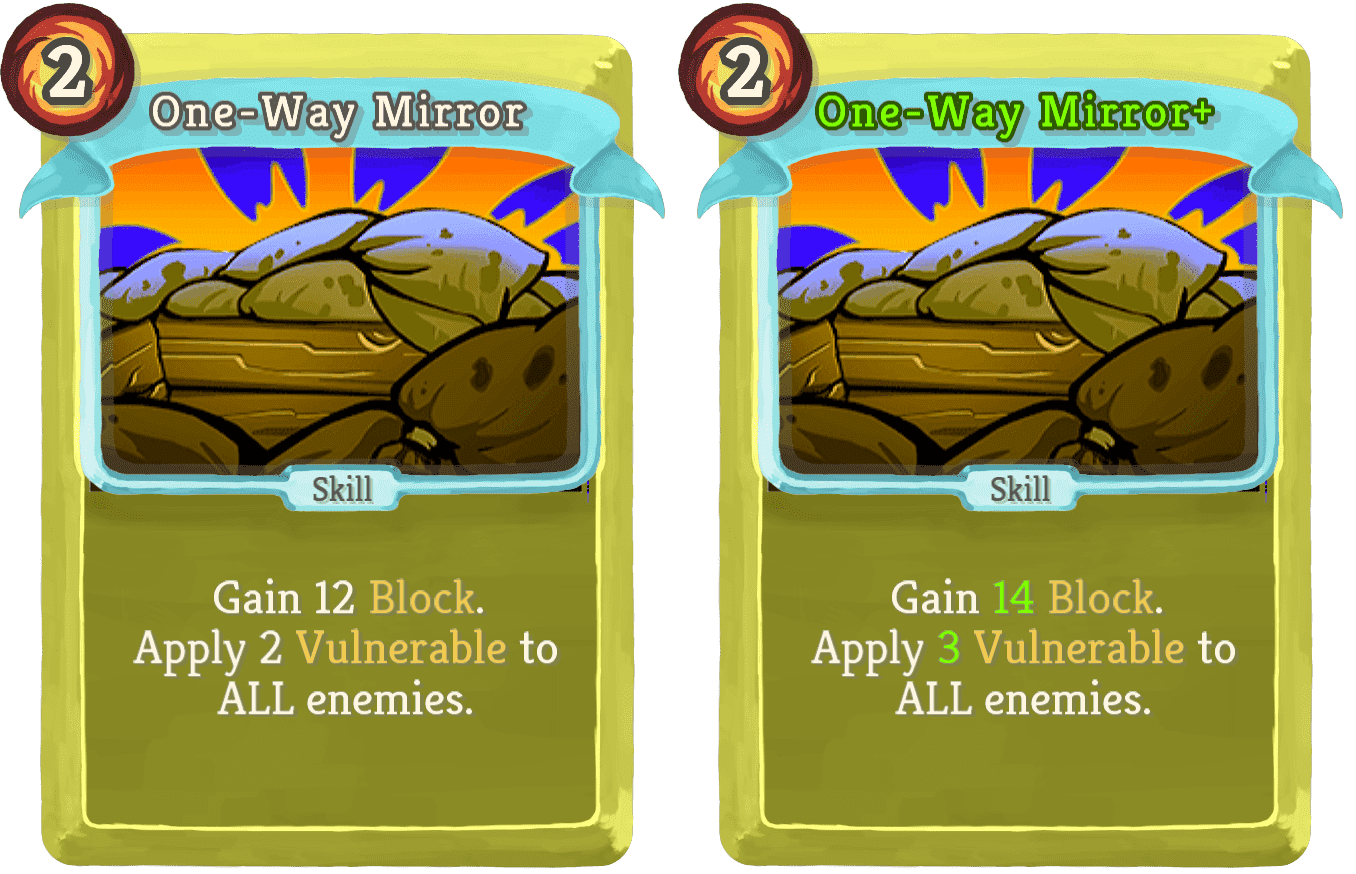 2
One-Way Mirror
Skill
Gain 12 Block.
Apply 2 Vulnerable to
ALL enemies.
2
One-Way Mirror+
Skill
Gain 14 Block.
Apply 3 Vulnerable to
ALL enemies.